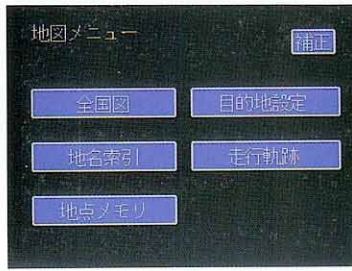 地図メニュー
補正
全国図
目的地設定
地名索引
走行軌跡
地点メモリ